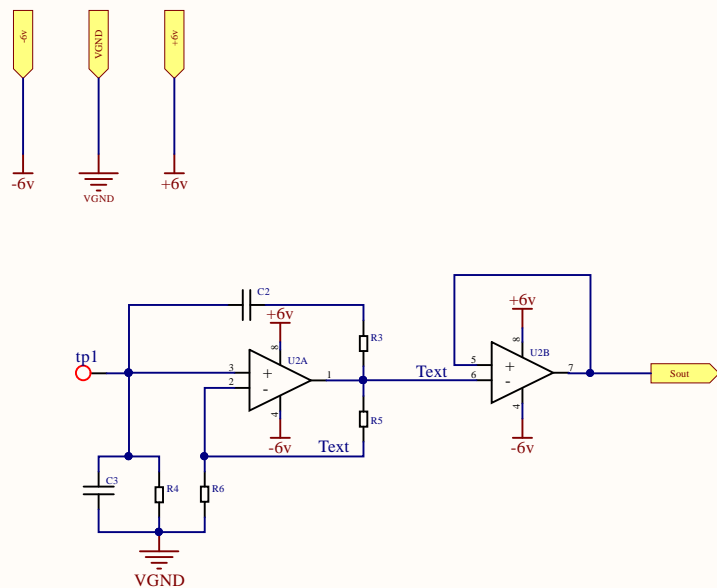 -6v
VGND
+6v
-6v
VGND
+6v
C2
+6v
+6v
R3
8
8
tp1
U2A
U2B
3
+
1
Text
5
+
7
Sout
2
-
6
-
4
R5
4
-6v
Text
-6v
C3
R4
R6
VGND